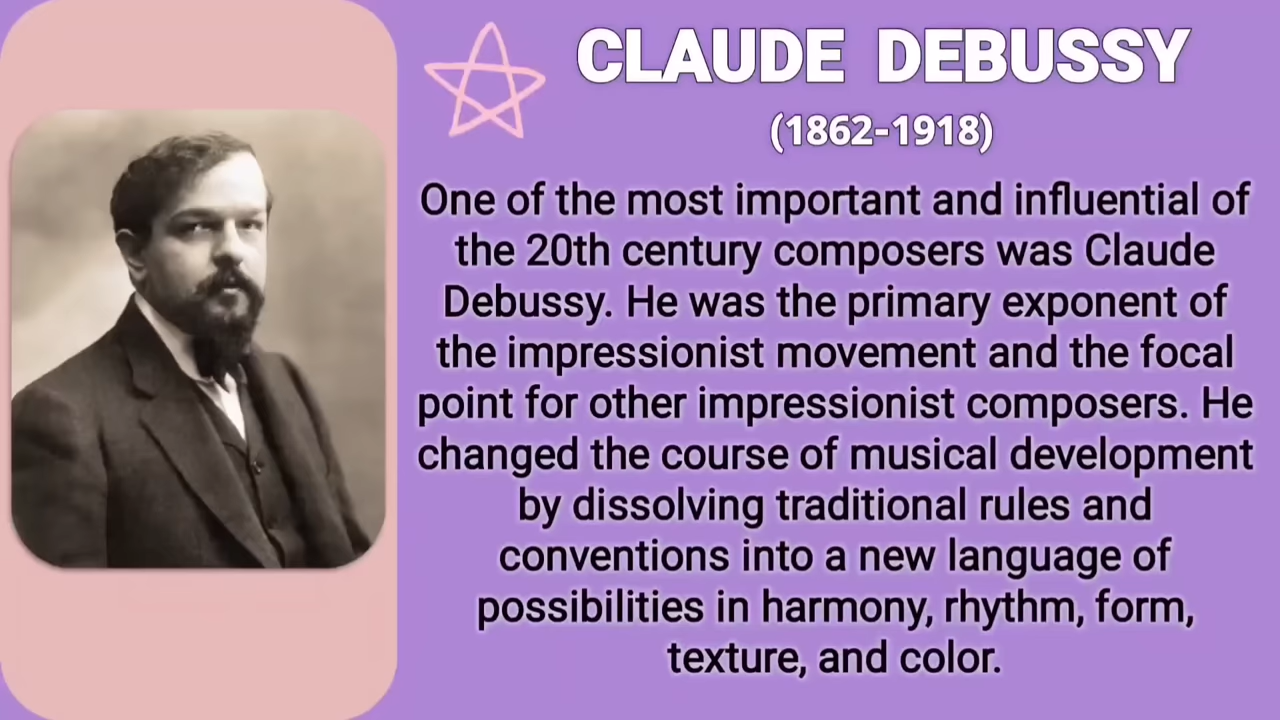 CLAUDE DEBUSSY
(1862-1918)
One of the most important and influential of
the 20th century composers was Claude
Debussy. He was the primary exponent of
the impressionist movement and the focal
point for other impressionist composers. He
changed the course of musical development
by dissolving traditional rules and
conventions into a new language of
possibilities in harmony, rhythm, form,
texture, and color.